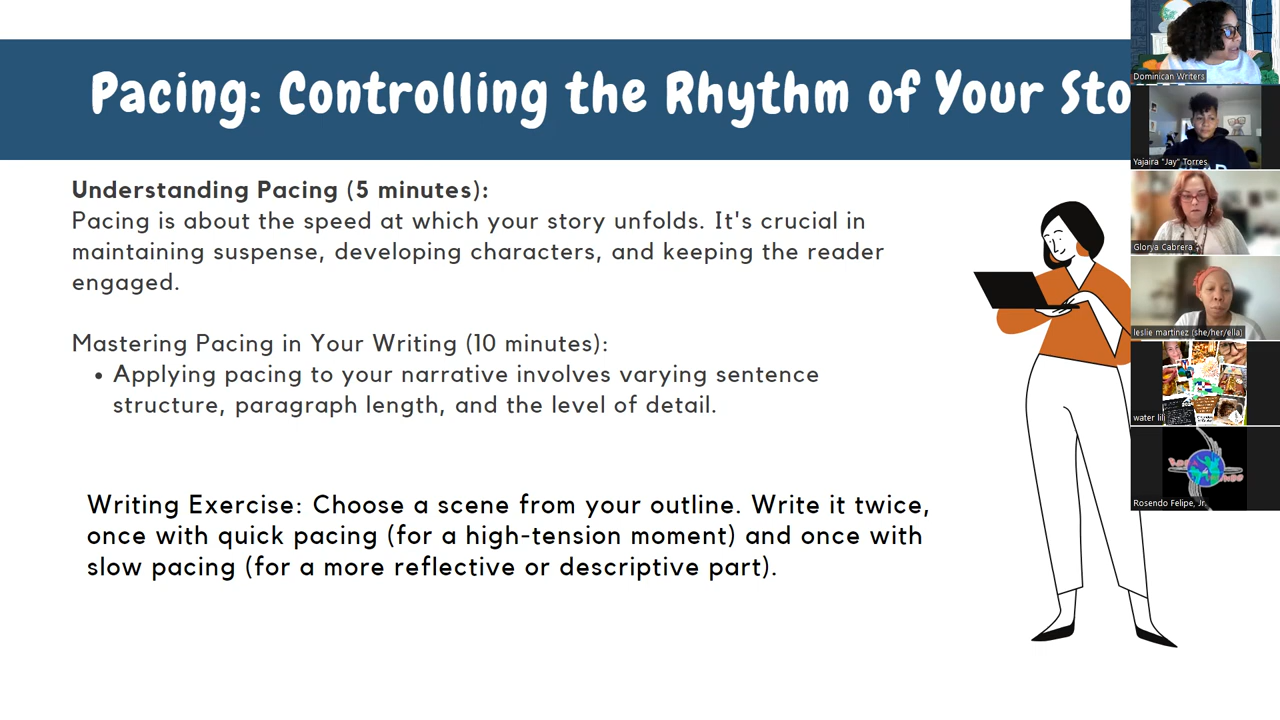 Pacing: Controlling the Rhythm of Your Sto
Understanding Pacing (5 minutes):
Pacing is about the speed at which your story unfolds. It's crucial in
maintaining suspense, developing characters, and keeping the reader
engaged.
Mastering Pacing in Your Writing (10 minutes):
• Applying pacing to your narrative involves varying sentence
structure, paragraph length, and the level of detail.
Writing Exercise: Choose a scene from your outline. Write it twice,
once with quick pacing (for a high-tension moment) and once with
slow pacing (for a more reflective or descriptive part).
Dominican Writers
Yajaira "Jay" Torres
Glorya Cabrera
leslie martinez (she/her/ella)
water lili
Rosendo Felipe, Jr.